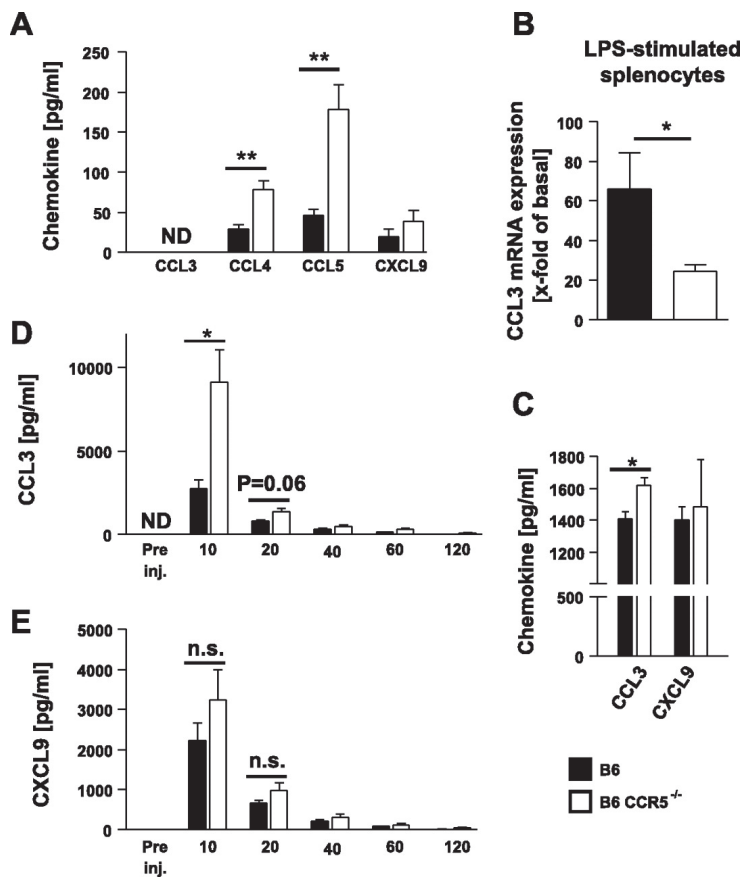 A
Chemokine [pg/ml]
250
200
150
100
50
0
ND
**
**
CCL3 CCL4 CCL5 CXCL9
B
LPS-stimulated
splenocytes
CCL3 mRNA expression
[x-fold of basal]
100
80
60
40
20
0
*
D
CCL3 [pg/ml]
10000
5000
0
ND
*
P=0.06
Pre 10 20 40 60 120
inj.
C
Chemokine [pg/ml]
1800
1600
1400
1200
500
0
*
CCL3 CXCL9
E
CXCL9 [pg/ml]
5000
4000
3000
2000
1000
0
n.s.
n.s.
Pre 10 20 40 60 120
inj.
B6
B6 CCR5 -/-